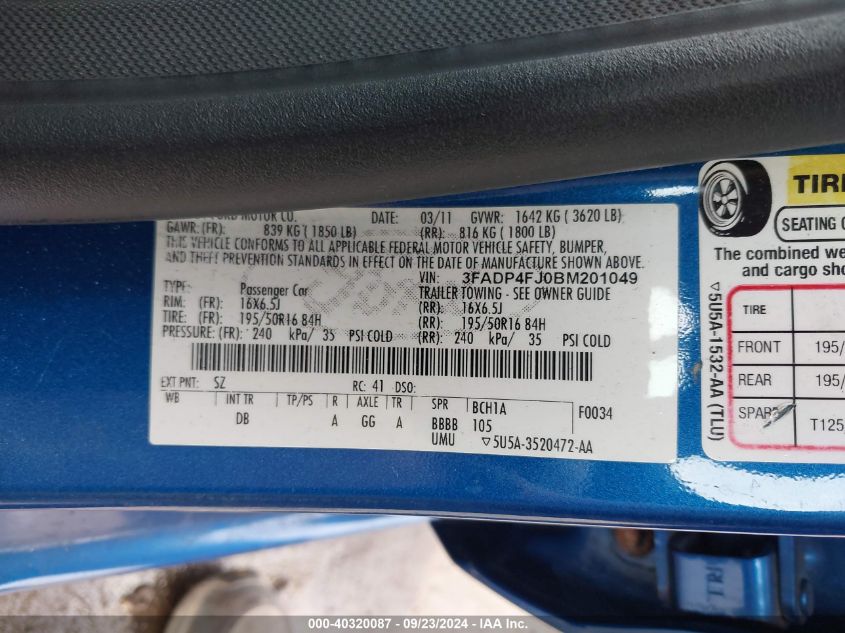 FORD MOTOR CO. DATE: 03/11 GVWR: 1642 KG ( 3620 LB)
GAWR: (FR): 839 KG ( 1850 LB) (RR): 816 KG ( 1800 LB)
THIS VEHICLE CONFORMS TO ALL APPLICABLE FEDERAL MOTOR VEHICLE SAFETY, BUMPER,
AND THEFT PREVENTION STANDARDS IN EFFECT ON THE DATE OF MANUFACTURE SHOWN ABOVE.
VIN: 3FADP4FJ0BM201049
TYPE: Passenger Car TRAILER TOWING - SEE OWNER GUIDE
RIM: (FR) 16X6.5J (RR) 16X6.5J
TIRE: (FR) 195/50R16 84H (RR) 195/50R16 84H
PRESSURE: (FR) 240 kPa/ 35 PSI COLD (RR) 240 kPa/ 35 PSI COLD
EXT PNT: SZ RC: 41 DSO:
WB INT TR TP/PS R AXLE TR SPR BCH1A F0034
DB A GG A BBBB 105
UMU ▽5U5A-3520472-AA
TIRE
SEATING
The combined
and cargo
▽5U5A-1532-AA (TLU)
TIRE
FRONT 195/
REAR 195/
SPARE T125
000-40320087 - 09/23/2024 - IAA Inc.